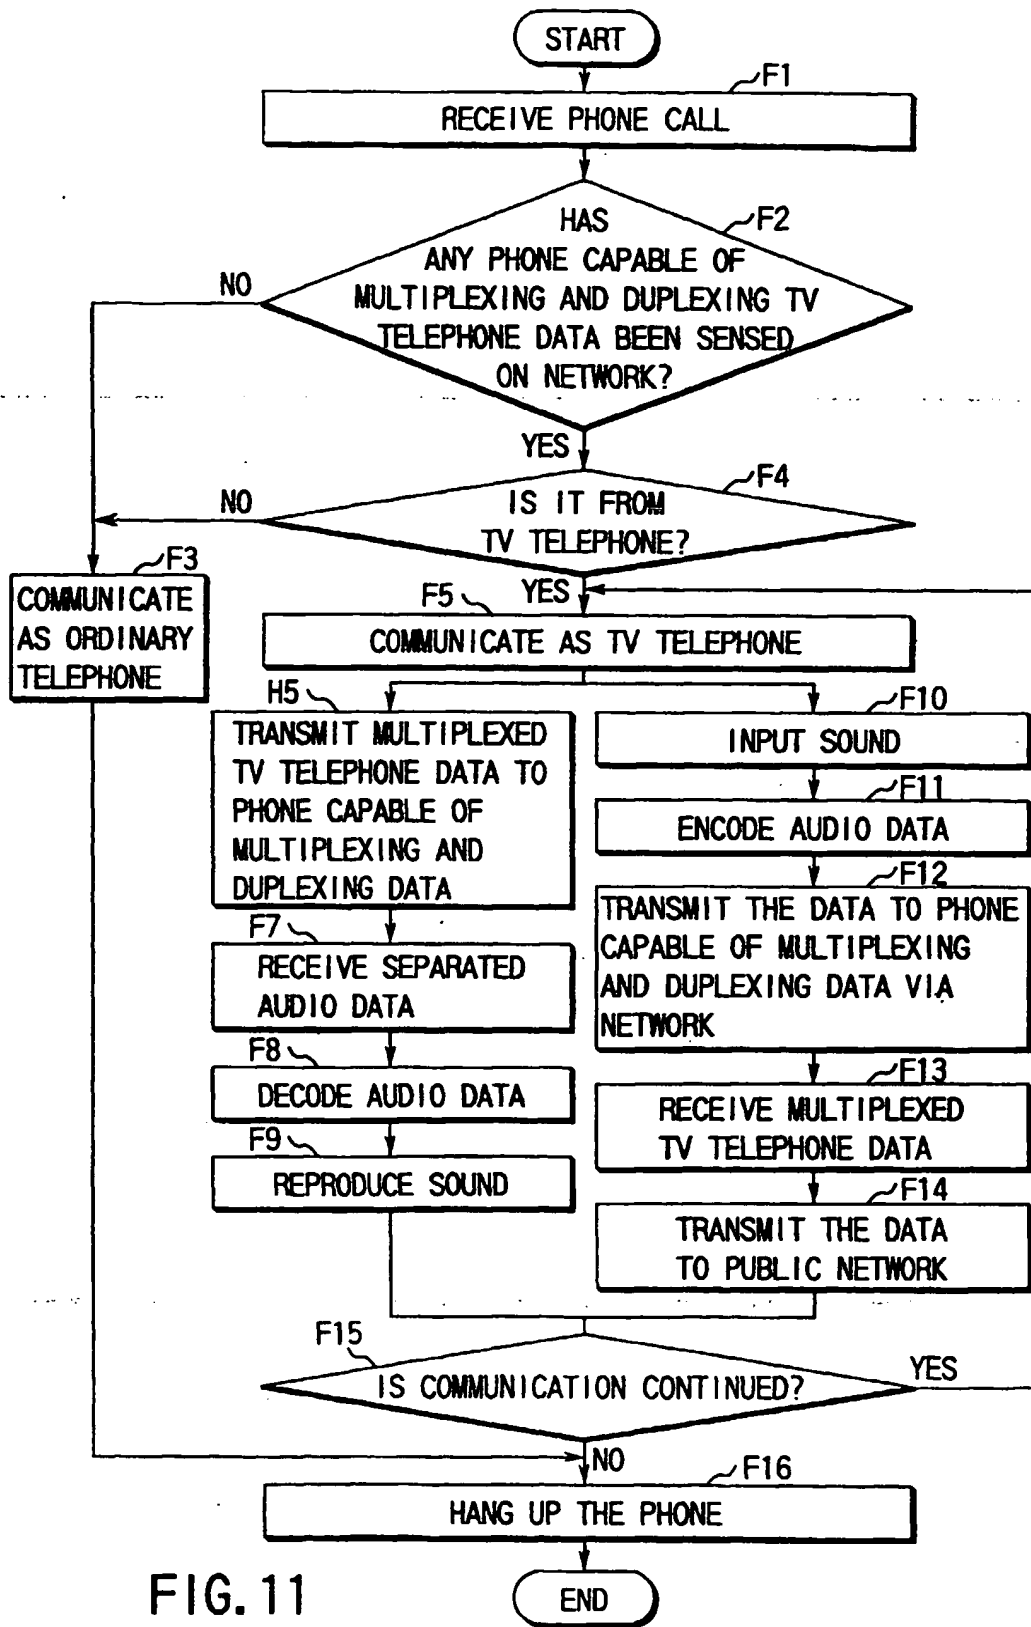 START
F1
RECEIVE PHONE CALL
F2
HAS
ANY PHONE CAPABLE OF
MULTIPLEXING AND DUPLEXING TV
TELEPHONE DATA BEEN SENSED
ON NETWORK?
NO
YES
F4
IS IT FROM
TV TELEPHONE?
NO
YES
F3
COMMUNICATE
AS ORDINARY
TELEPHONE
F5
COMMUNICATE AS TV TELEPHONE
H5
TRANSMIT MULTIPLEXED
TV TELEPHONE DATA TO
PHONE CAPABLE OF
MULTIPLEXING AND
DUPLEXING DATA
F7
RECEIVE SEPARATED
AUDIO DATA
F8
DECODE AUDIO DATA
F9
REPRODUCE SOUND
F10
INPUT SOUND
F11
ENCODE AUDIO DATA
F12
TRANSMIT THE DATA TO PHONE
CAPABLE OF MULTIPLEXING
AND DUPLEXING DATA VIA
NETWORK
F13
RECEIVE MULTIPLEXED
TV TELEPHONE DATA
F14
TRANSMIT THE DATA
TO PUBLIC NETWORK
F15
IS COMMUNICATION CONTINUED?
YES
NO
F16
HANG UP THE PHONE
END
FIG. 11